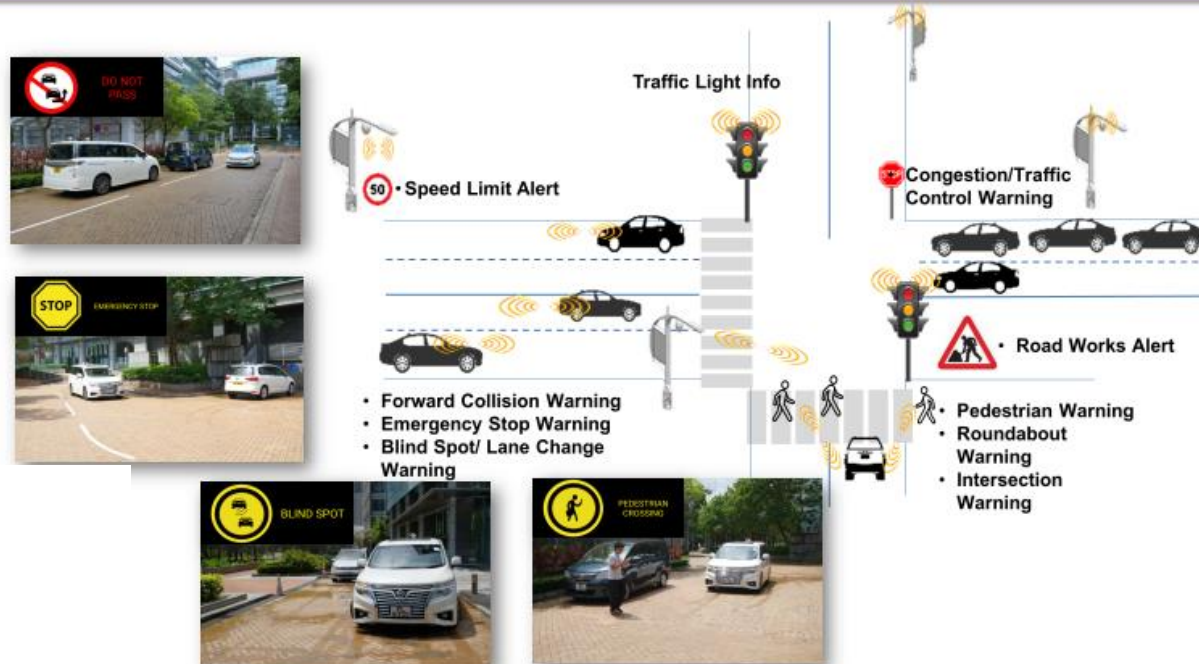 DO NOT
PASS
Traffic Light Info
50
• Speed Limit Alert
Congestion/Traffic
Control Warning
STOP
EMERGENCY STOP
• Road Works Alert
• Forward Collision Warning
• Emergency Stop Warning
• Blind Spot/ Lane Change
Warning
• Pedestrian Warning
• Roundabout
Warning
• Intersection
Warning
BLIND SPOT
PEDESTRIAN
CROSSING